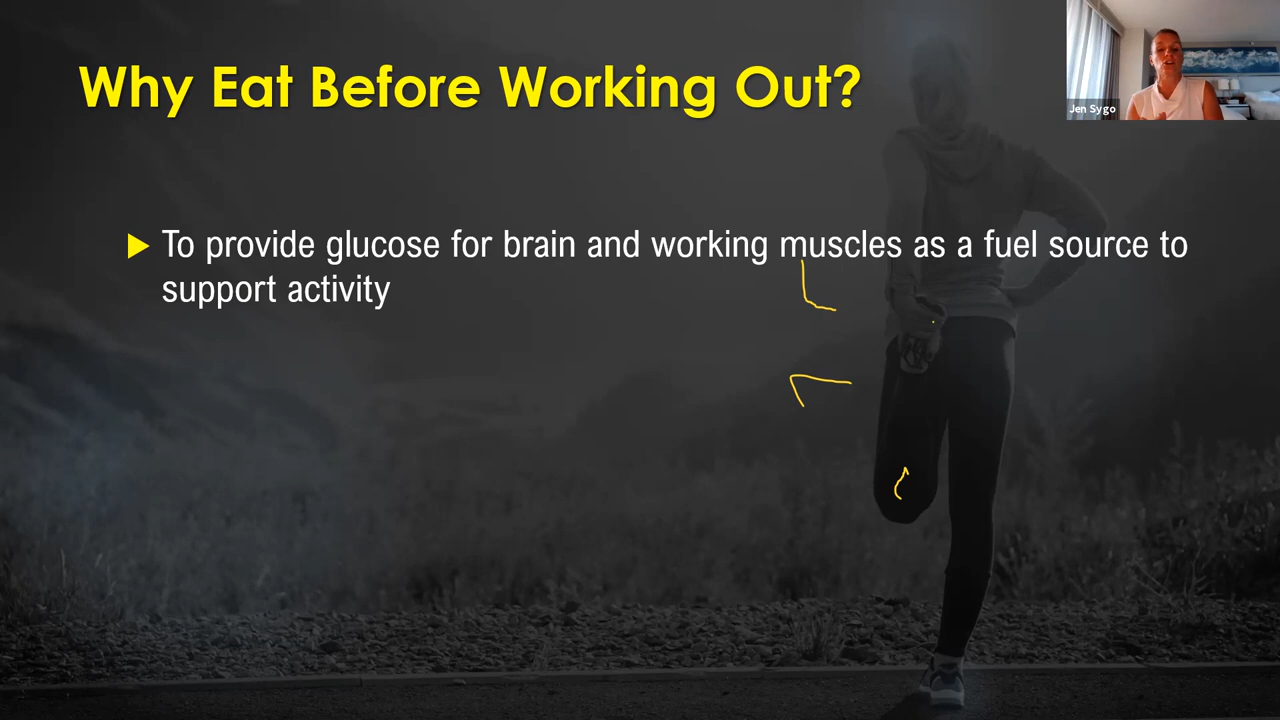 Why Eat Before Working Out?
Jen Sygo
To provide glucose for brain and working muscles as a fuel source to
support activity